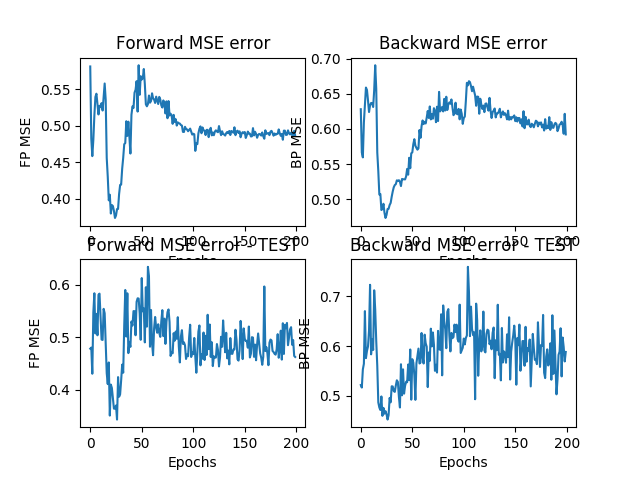 Forward MSE error
Backward MSE error
FP MSE
0.55
0.50
0.45
0.40
0 50 100 150 200
Epochs
BP MSE
0.70
0.65
0.60
0.55
0.50
0 50 100 150 200
Forward MSE error - TEST
Backward MSE error - TEST
FP MSE
0.6
0.5
0.4
0 50 100 150 200
Epochs
BP MSE
0.7
0.6
0.5
0 50 100 150 200
Epochs